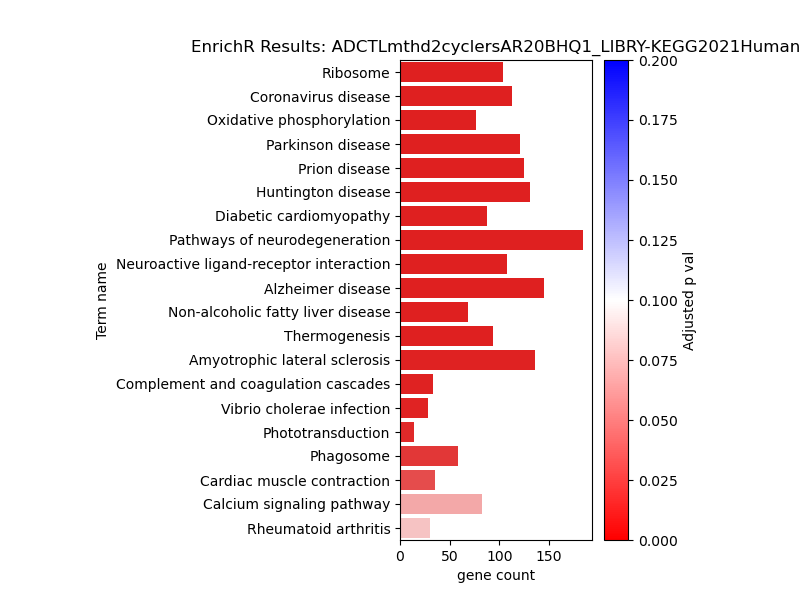 EnrichR Results: ADCTLmthd2cyclersAR20BHQ1_LIBRY-KEGG2021Human
Term name
Ribosome
Coronavirus disease
Oxidative phosphorylation
Parkinson disease
Prion disease
Huntington disease
Diabetic cardiomyopathy
Pathways of neurodegeneration
Neuroactive ligand-receptor interaction
Alzheimer disease
Non-alcoholic fatty liver disease
Thermogenesis
Amyotrophic lateral sclerosis
Complement and coagulation cascades
Vibrio cholerae infection
Phototransduction
Phagosome
Cardiac muscle contraction
Calcium signaling pathway
Rheumatoid arthritis
0 50 100 150
gene count
0.200
0.175
0.150
0.125
0.100
0.075
0.050
0.025
0.000
Adjusted p val